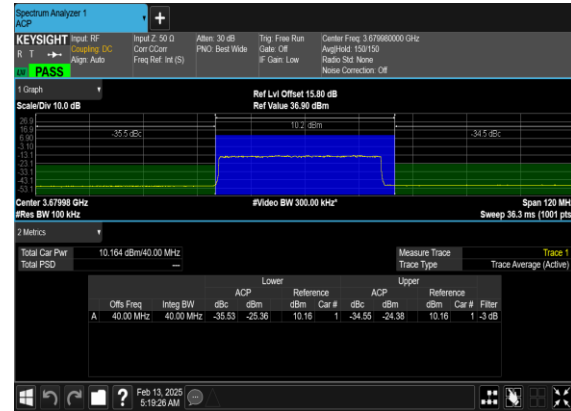 Spectrum Analyzer 1
ACP
KEYSIGHT Input: RF Input Z: 50 Ω Atten: 30 dB Trig: Free Run Center Freq: 3.679980000 GHz
R T Coupling: DC Corr CCorr PNO: Best Wide Gate: Off Avg|Hold: 150/150
Align: Auto Freq Ref: Int (S) IF Gain: Low Radio Std: None
PASS Noise Correction: Off
1 Graph Ref Lvl Offset 15.80 dB
Scale/Div 10.0 dB Ref Value 36.90 dBm
26.9
16.9
6.90
-3.10
-13.1
-23.1
-33.1
-43.1
-53.1
-35.5 dBc 10.2 dBm -34.5 dBc
Center 3.67998 GHz #Video BW 300.00 kHz* Span 120 MH
#Res BW 100 kHz Sweep 36.3 ms (1001 pts
2 Metrics
Total Car Pwr 10.164 dBm/40.00 MHz Measure Trace Trace 1
Total PSD --- Trace Type Trace Average (Active)
Lower Upper
ACP Reference ACP Reference
Offs Freq Integ BW dBc dBm dBm Car # dBc dBm dBm Car # Filter
A 40.00 MHz 40.00 MHz -35.53 -25.36 10.16 1 -34.55 -24.38 10.16 1 -3 dB
Feb 13, 2025
5:19:26 AM